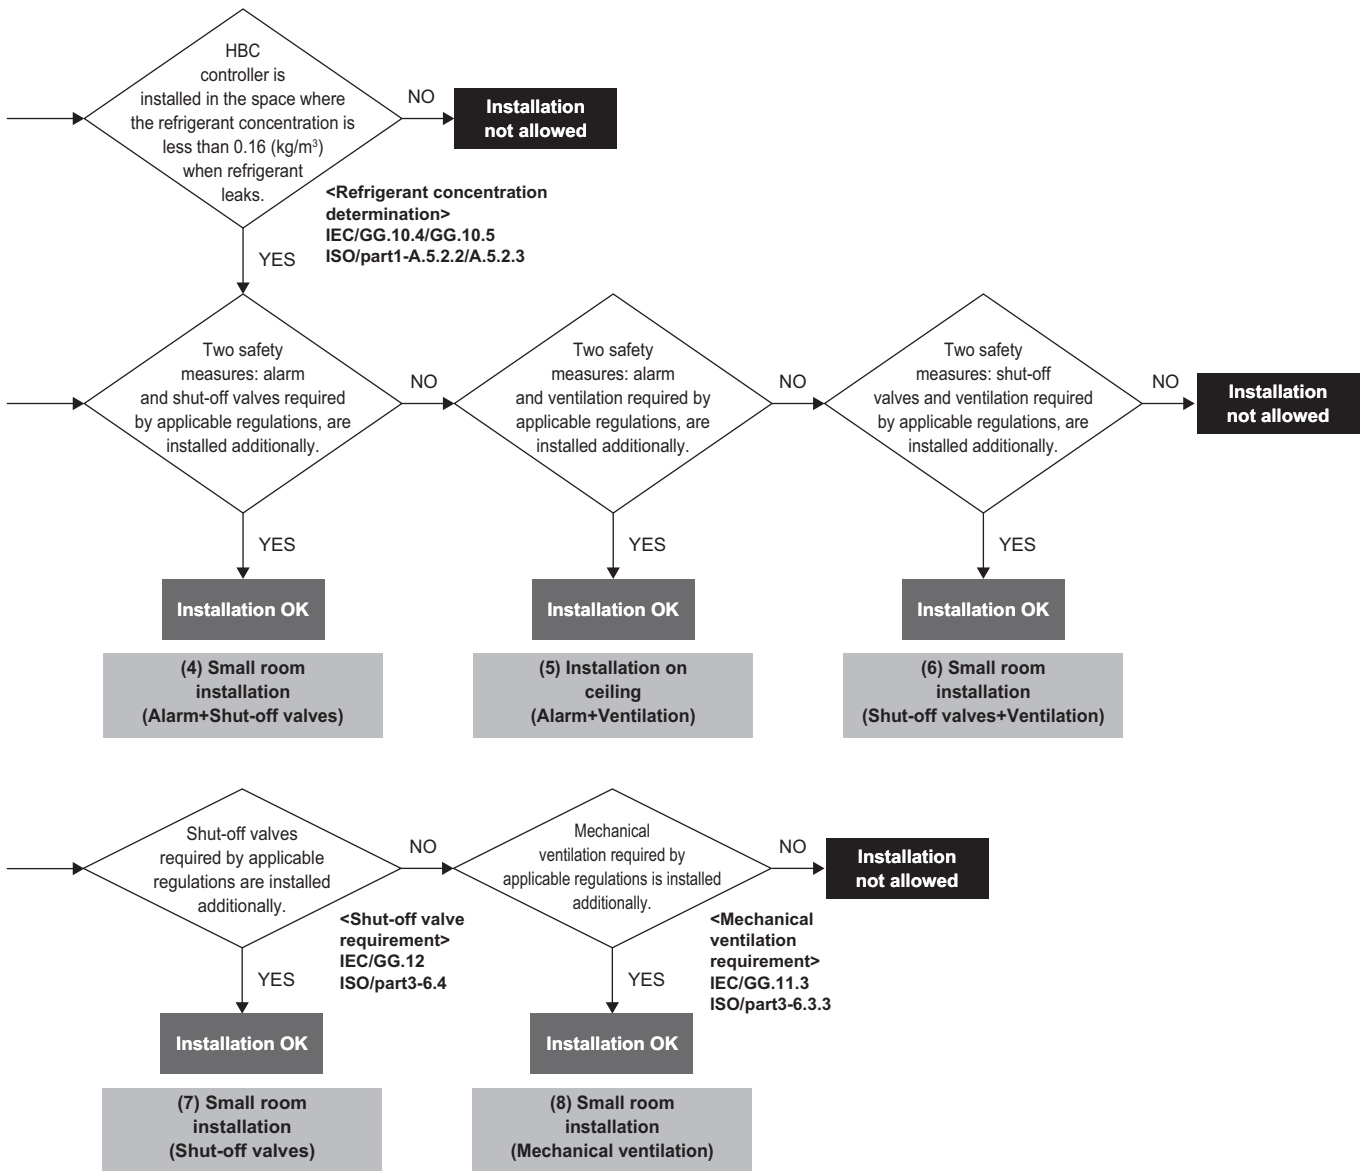 HBC
controller is
installed in the space where
the refrigerant concentration is
less than 0.16 (kg/m³)
when refrigerant
leaks.
NO
Installation
not allowed
<Refrigerant concentration
determination>
IEC/GG.10.4/GG.10.5
ISO/part1-A.5.2.2/A.5.2.3
YES
Two safety
measures: alarm
and shut-off valves required
by applicable regulations, are
installed additionally.
NO
Two safety
measures: alarm
and ventilation required by
applicable regulations, are
installed additionally.
NO
Two safety
measures: shut-off
valves and ventilation required
by applicable regulations, are
installed additionally.
NO
Installation
not allowed
YES
YES
YES
Installation OK
Installation OK
Installation OK
(4) Small room
installation
(Alarm+Shut-off valves)
(5) Installation on
ceiling
(Alarm+Ventilation)
(6) Small room
installation
(Shut-off valves+Ventilation)
Shut-off valves
required by applicable
regulations are installed
additionally.
NO
Mechanical
ventilation required by
applicable regulations is installed
additionally.
NO
Installation
not allowed
<Shut-off valve
requirement>
IEC/GG.12
ISO/part3-6.4
<Mechanical
ventilation
requirement>
IEC/GG.11.3
ISO/part3-6.3.3
YES
YES
Installation OK
Installation OK
(7) Small room
installation
(Shut-off valves)
(8) Small room
installation
(Mechanical ventilation)